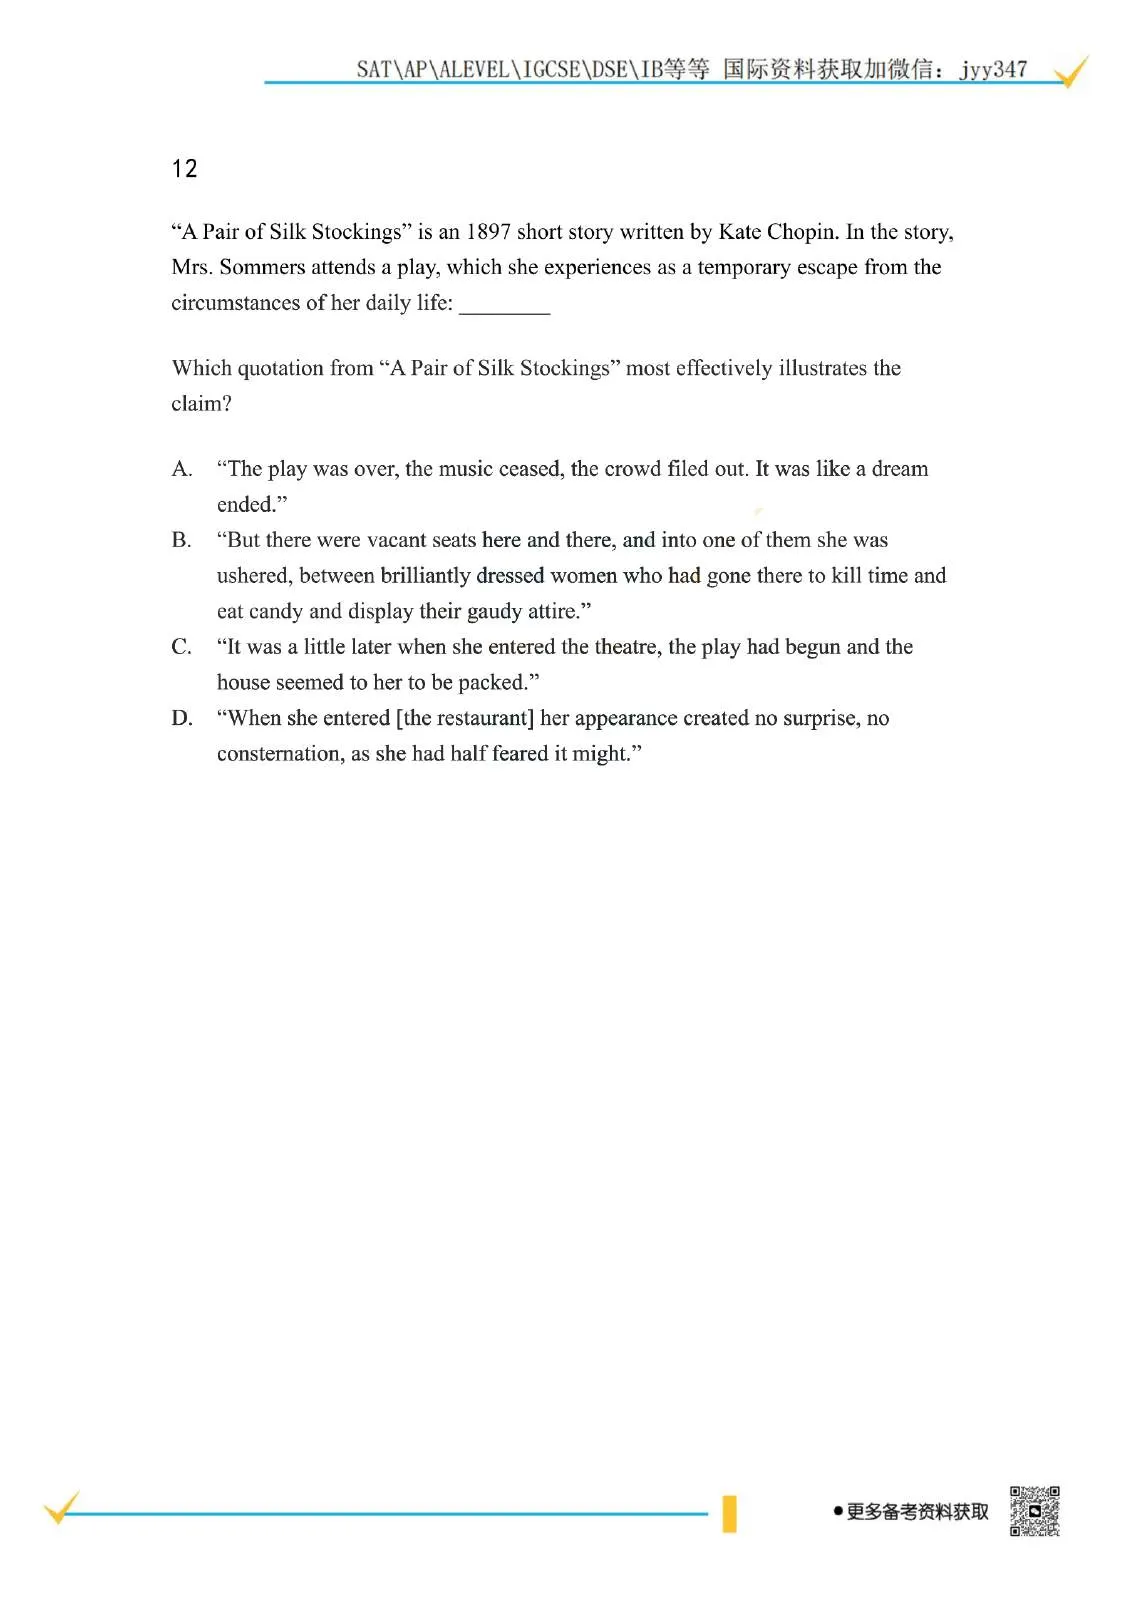 SAT\AP\ALEVEL\IGCSE\DSE\IB等等 国际资料获取加微信：jyy347
12
“A Pair of Silk Stockings” is an 1897 short story written by Kate Chopin. In the story,
Mrs. Sommers attends a play, which she experiences as a temporary escape from the
circumstances of her daily life: ________
Which quotation from “A Pair of Silk Stockings” most effectively illustrates the
claim?
A. “The play was over, the music ceased, the crowd filed out. It was like a dream
ended.”
B. “But there were vacant seats here and there, and into one of them she was
ushered, between brilliantly dressed women who had gone there to kill time and
eat candy and display their gaudy attire.”
C. “It was a little later when she entered the theatre, the play had begun and the
house seemed to her to be packed.”
D. “When she entered [the restaurant] her appearance created no surprise, no
consternation, as she had half feared it might.”
●更多备考资料获取